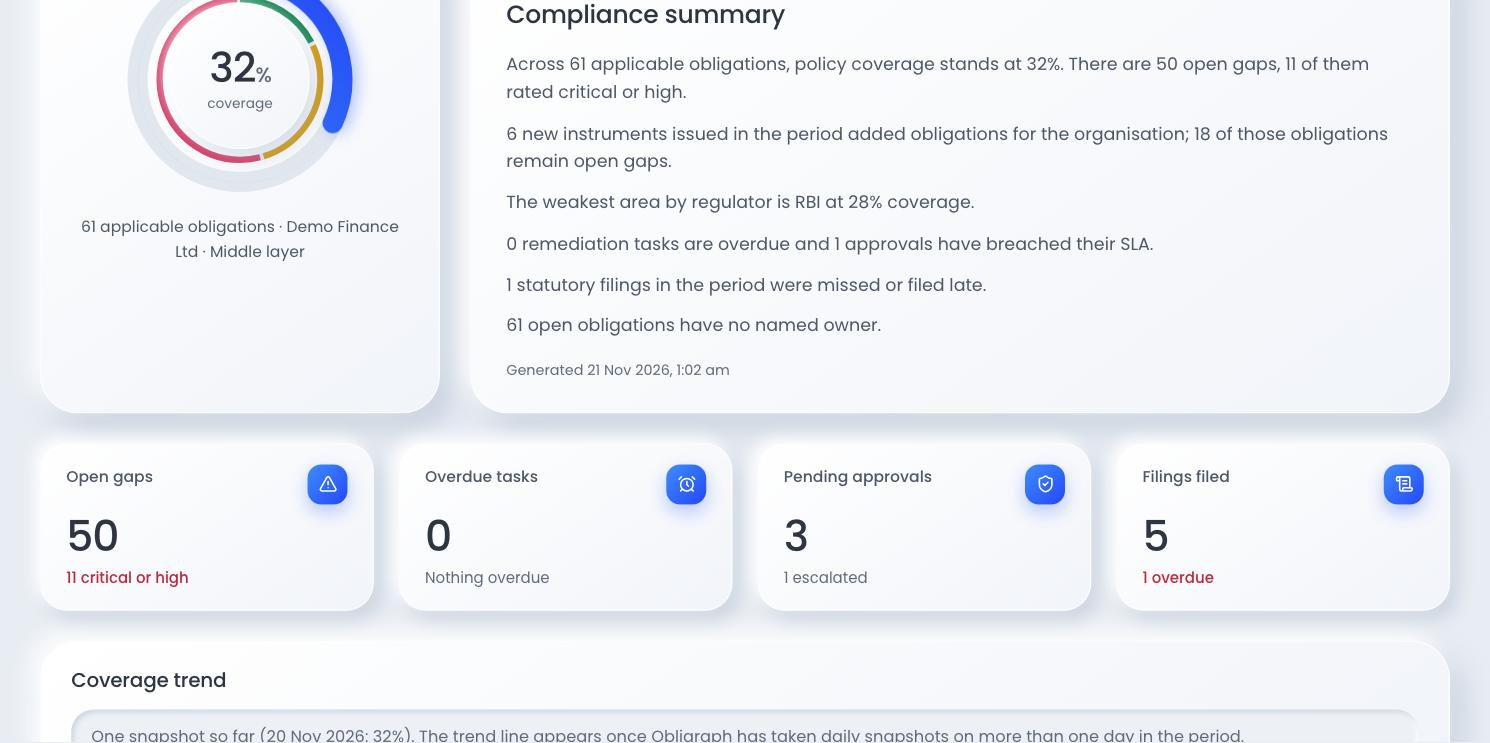 32%
coverage
61 applicable obligations · Demo Finance
Ltd · Middle layer
Compliance summary
Across 61 applicable obligations, policy coverage stands at 32%. There are 50 open gaps, 11 of them
rated critical or high.
6 new instruments issued in the period added obligations for the organisation; 18 of those obligations
remain open gaps.
The weakest area by regulator is RBI at 28% coverage.
0 remediation tasks are overdue and 1 approvals have breached their SLA.
1 statutory filings in the period were missed or filed late.
61 open obligations have no named owner.
Generated 21 Nov 2026, 1:02 am
Open gaps
50
11 critical or high
Overdue tasks
0
Nothing overdue
Pending approvals
3
1 escalated
Filings filed
5
1 overdue
Coverage trend
One snapshot so far (20 Nov 2026: 32%). The trend line appears once Obligraph has taken daily snapshots on more than one day in the period.